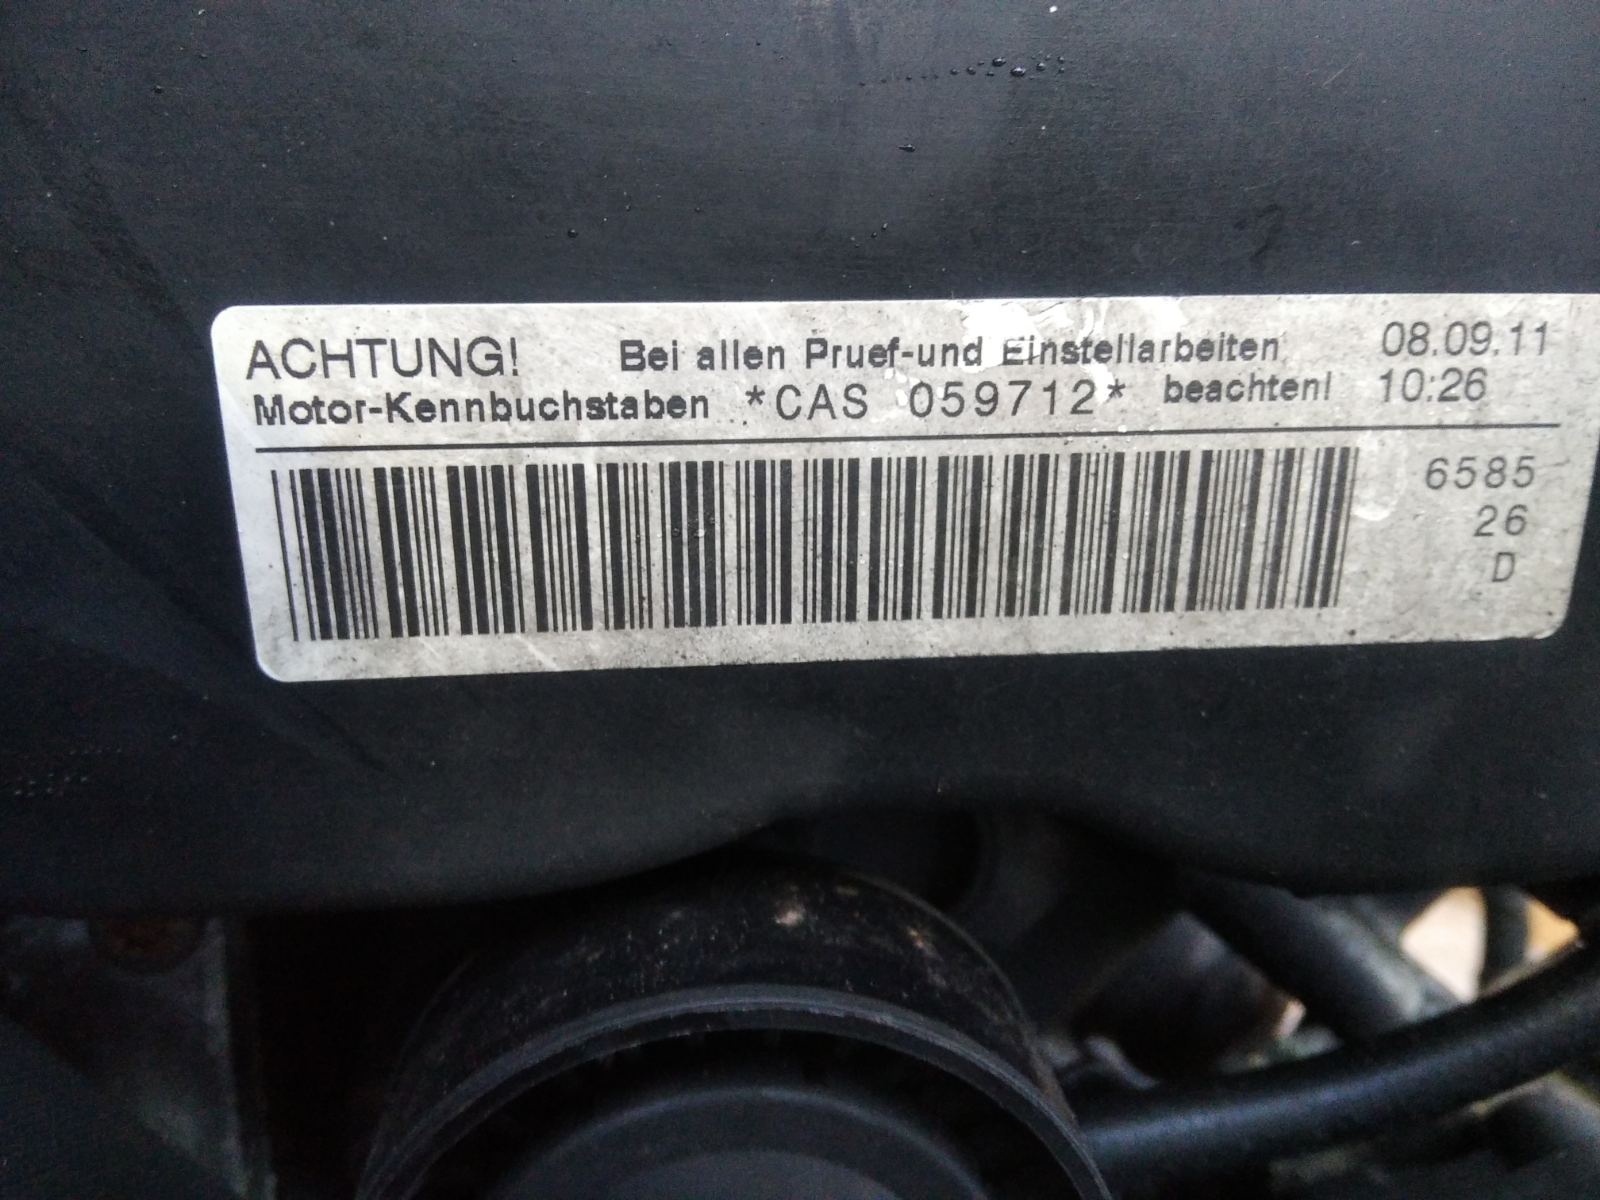 ACHTUNG! Bei allen Pruef-und Einstellarbeiten 08.09.11
Motor-Kennbuchstaben *CAS 059712* beachten! 10:26
6585
26
D